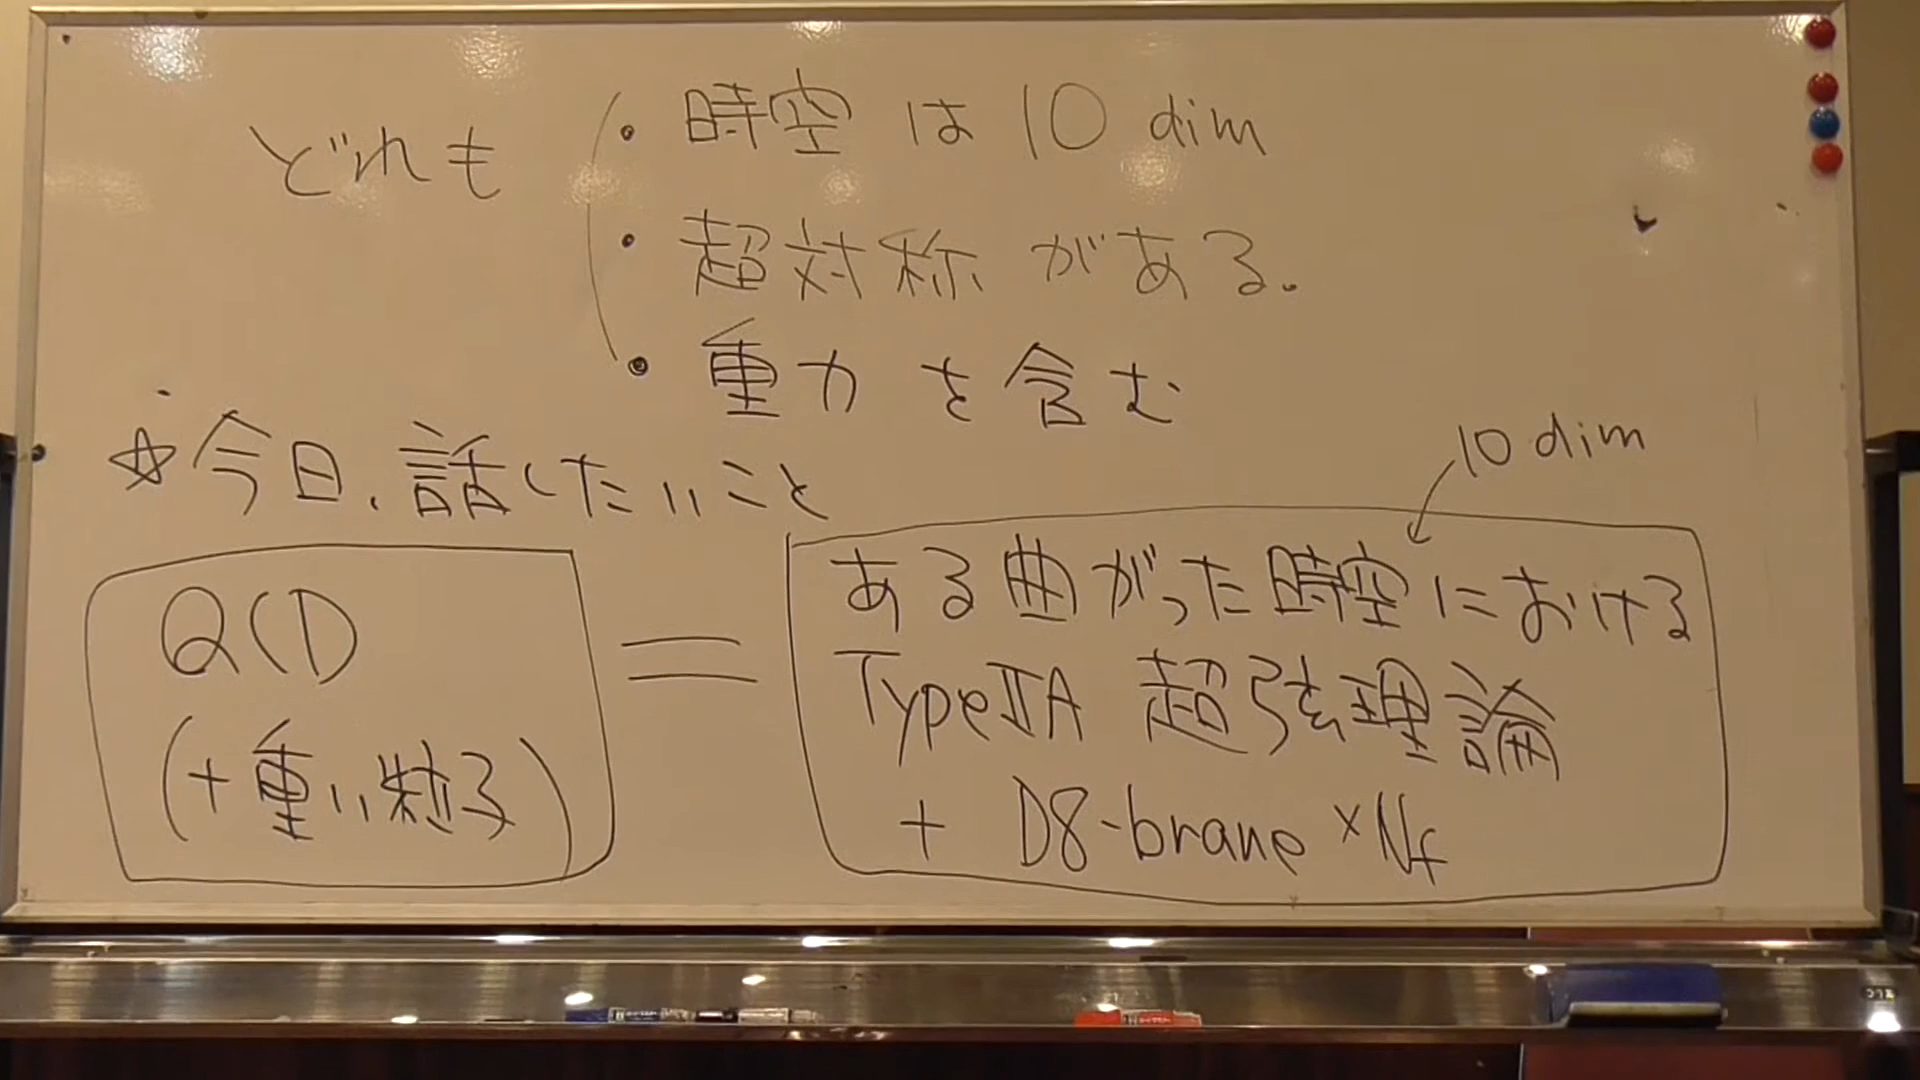 どれも
・時空は10 dim
・超対称がある。
・重力を含む
☆今日、話したいこと
10 dim
QCD
(+重い粒子)
=
ある曲がった時空における
TypeⅡA 超弦理論
+ D8-brane ×Nf